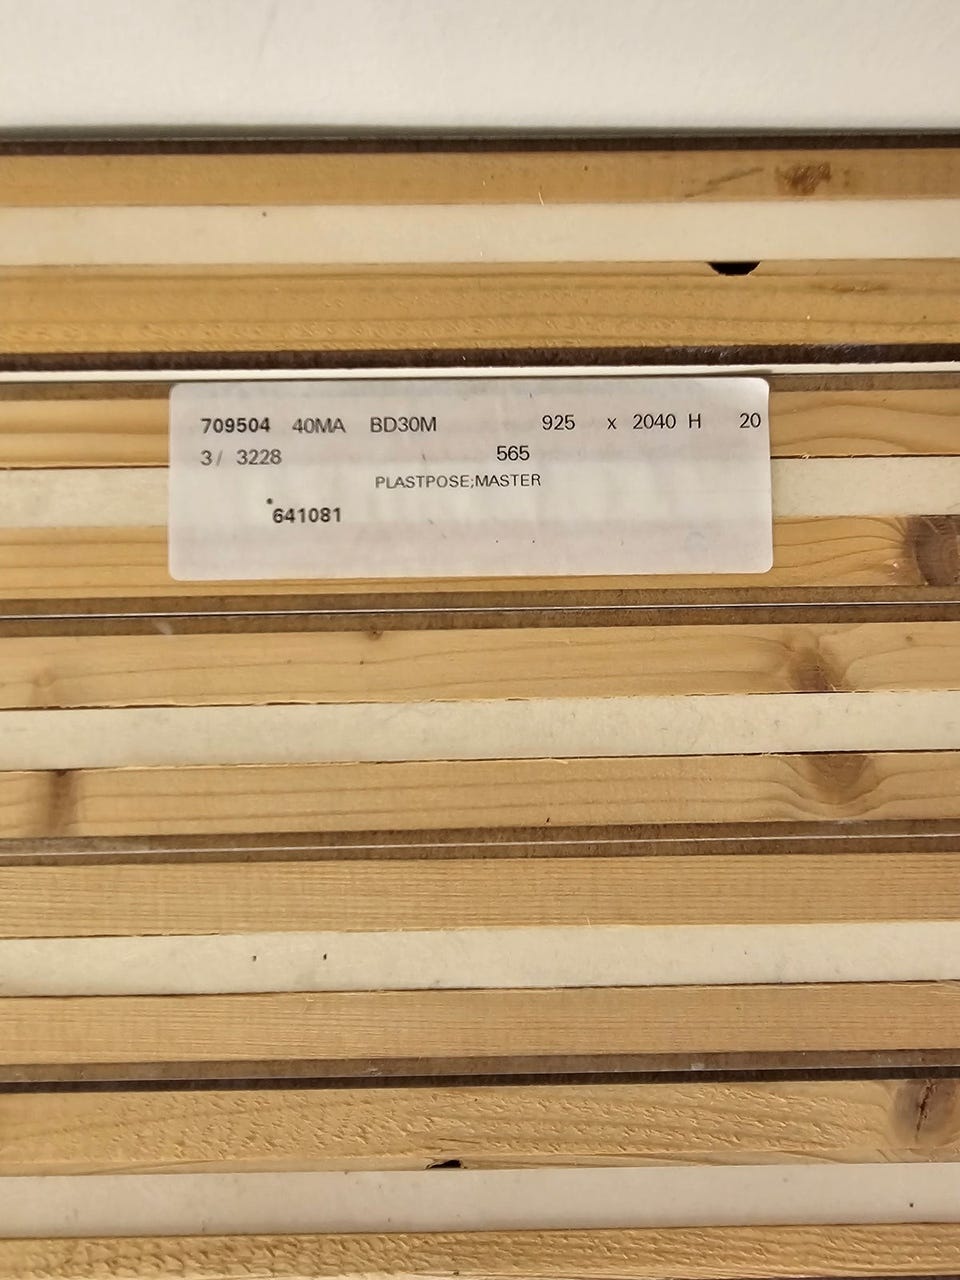 709504 40MA BD30M 925 x 2040 H 20
3/ 3228 565
PLASTPOSE;MASTER
641081